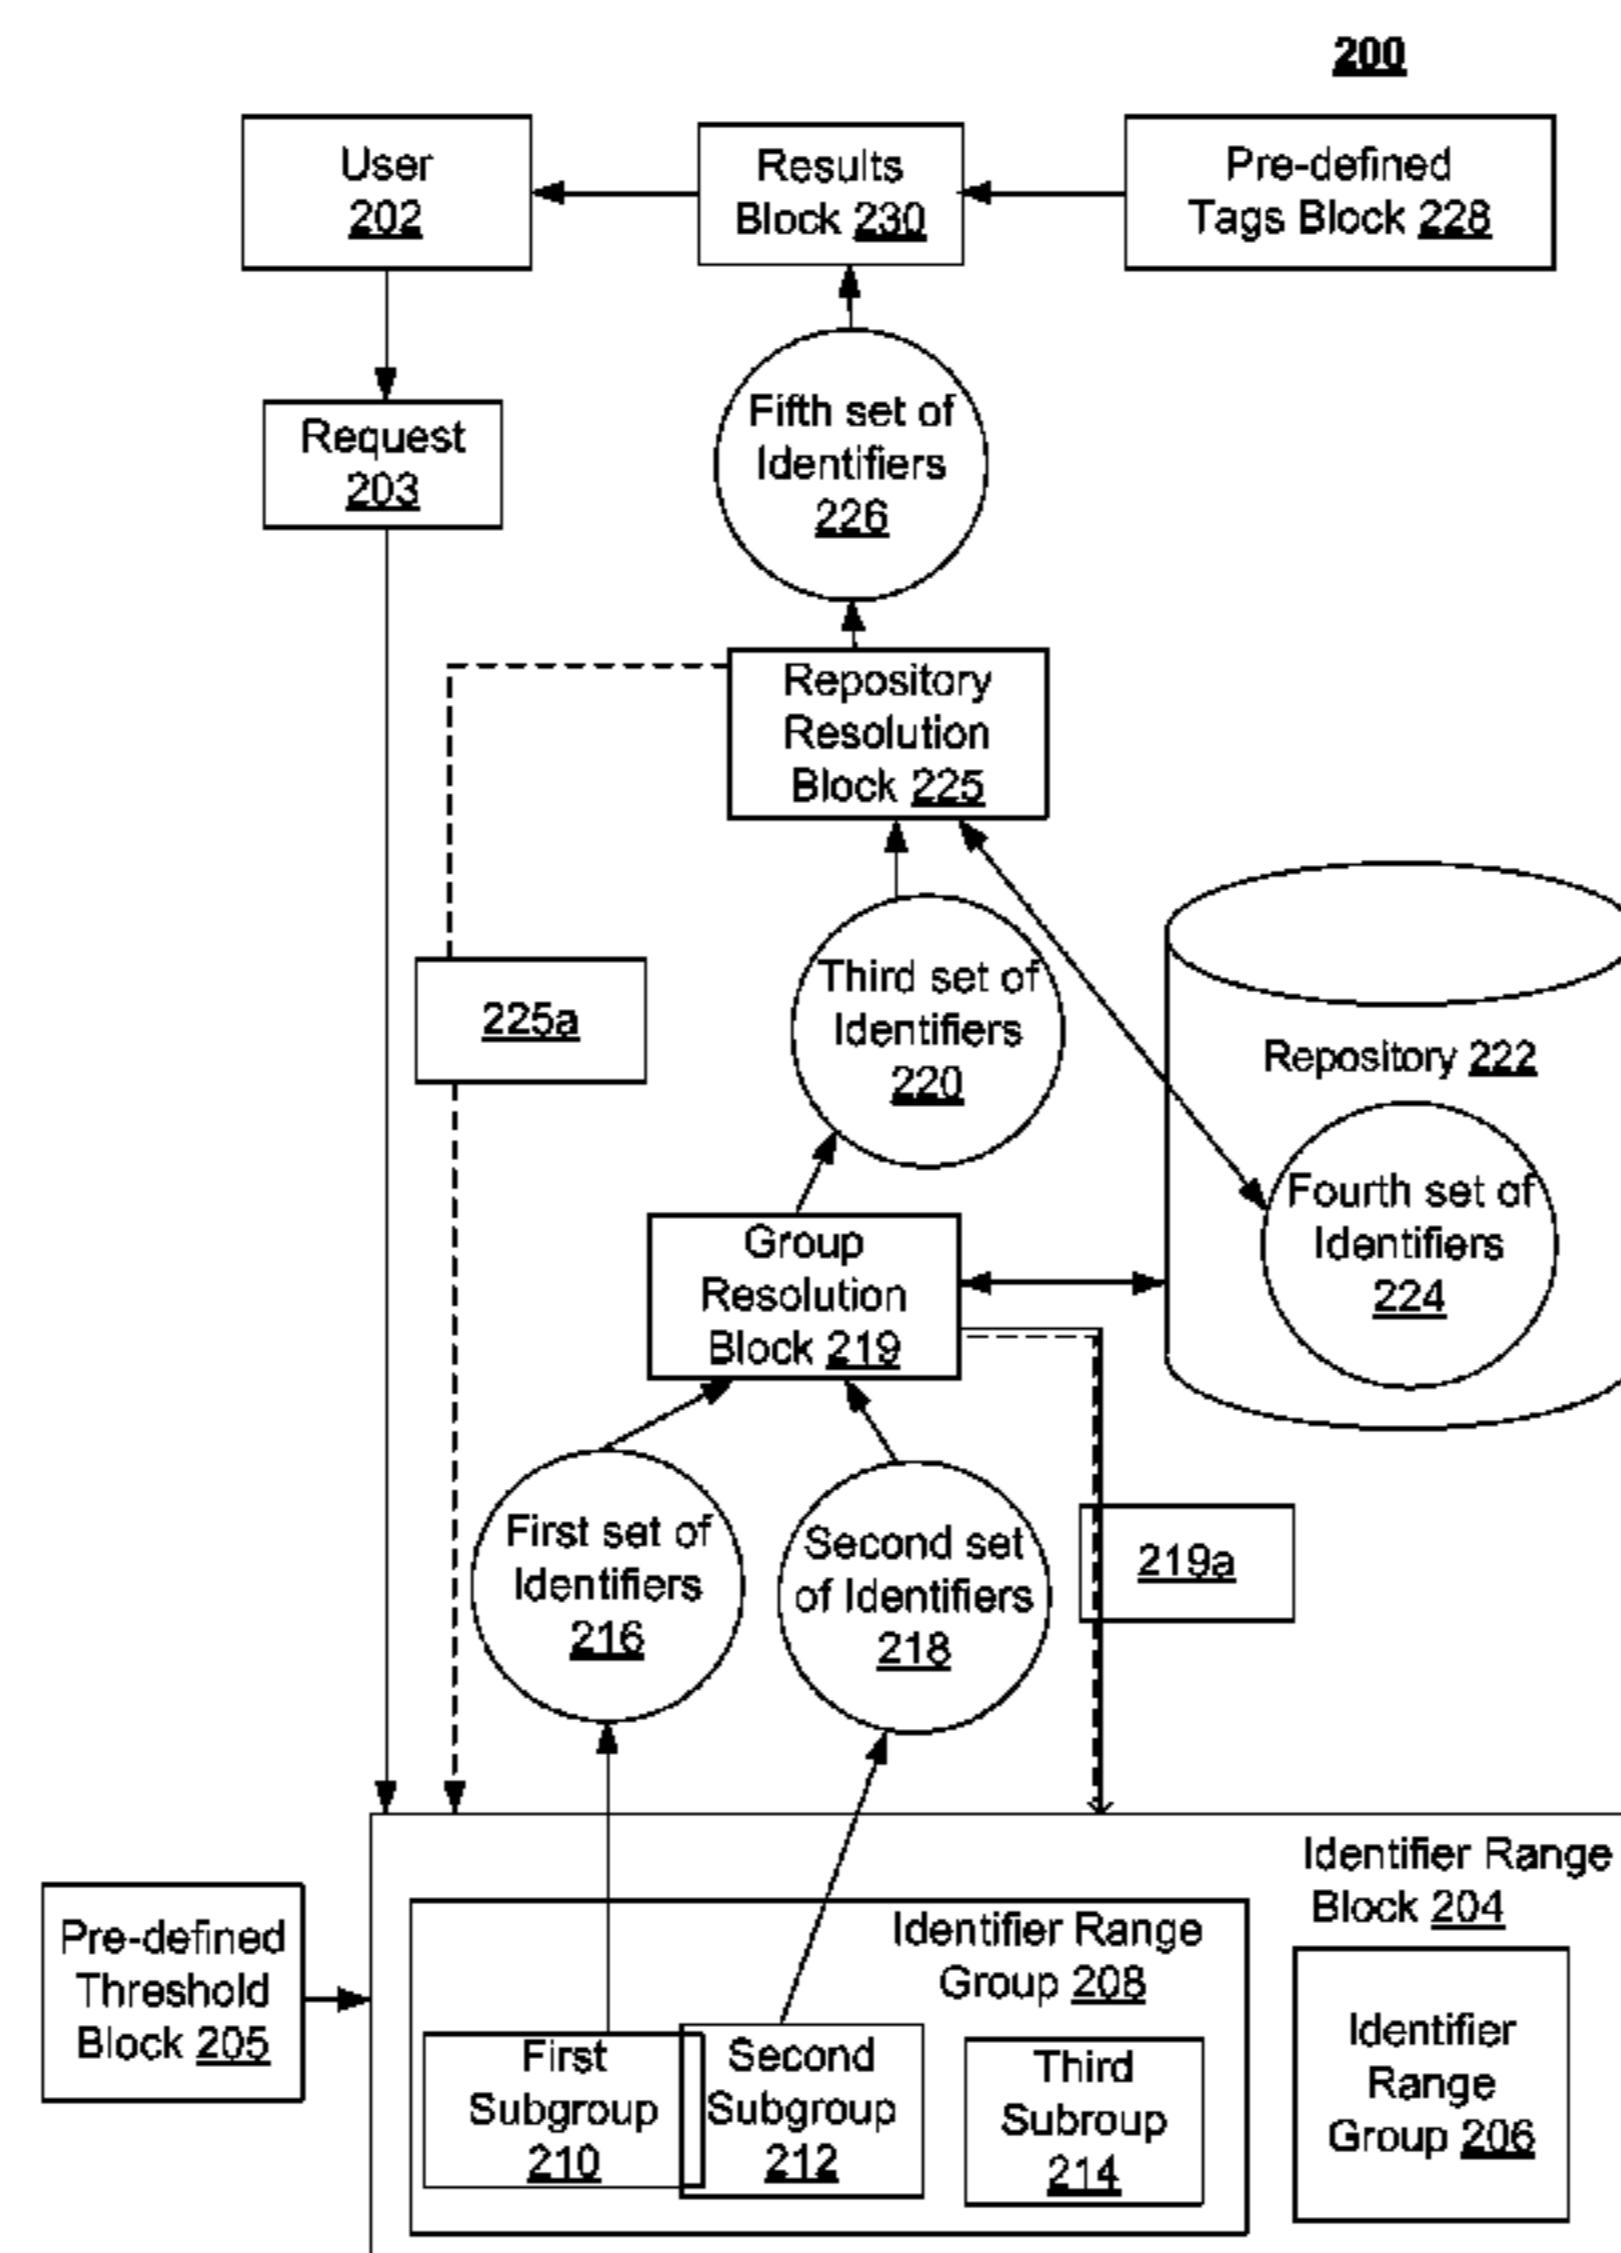 200
User
202
Results
Block 230
Pre-defined
Tags Block 228
Request
203
Fifth set of
Identifiers
226
Repository
Resolution
Block 225
225a
Third set of
Identifiers
220
Repository 222
Fourth set of
Identifiers
224
Group
Resolution
Block 219
First set of
Identifiers
216
Second set
of Identifiers
218
219a
Identifier Range
Block 204
Pre-defined
Threshold
Block 205
Identifier Range
Group 208
First
Subgroup
210
Second
Subgroup
212
Third
Subroup
214
Identifier
Range
Group 206